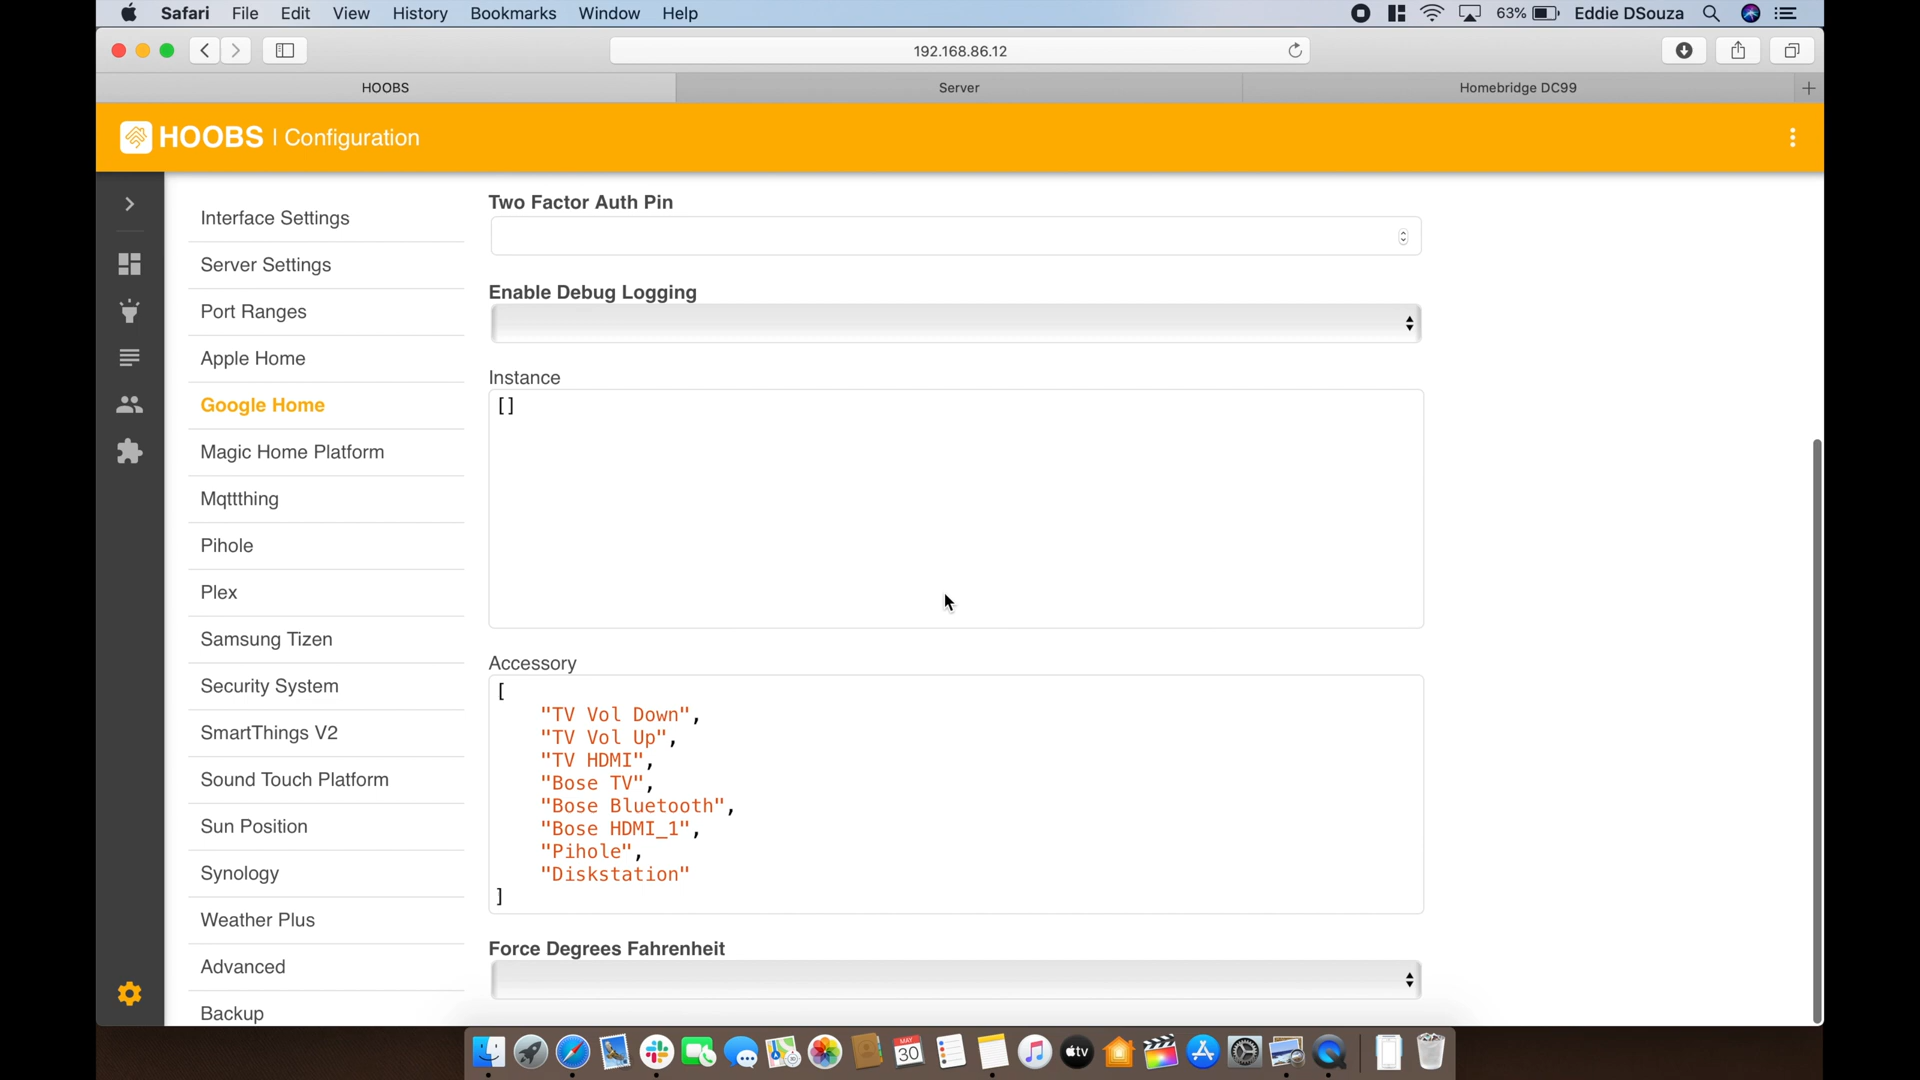 Safari File Edit View History Bookmarks Window Help 63% Eddie DSouza
192.168.86.12
HOOBS Server Homebridge DC99
HOOBS | Configuration
Interface Settings
Server Settings
Port Ranges
Apple Home
Google Home
Magic Home Platform
Mqttthing
Pihole
Plex
Samsung Tizen
Security System
SmartThings V2
Sound Touch Platform
Sun Position
Synology
Weather Plus
Advanced
Backup
Two Factor Auth Pin
Enable Debug Logging
Instance
[]
Accessory
[
"TV Vol Down",
"TV Vol Up",
"TV HDMI",
"Bose TV",
"Bose Bluetooth",
"Bose HDMI_1",
"Pihole",
"Diskstation"
]
Force Degrees Fahrenheit
MAY
30
tv